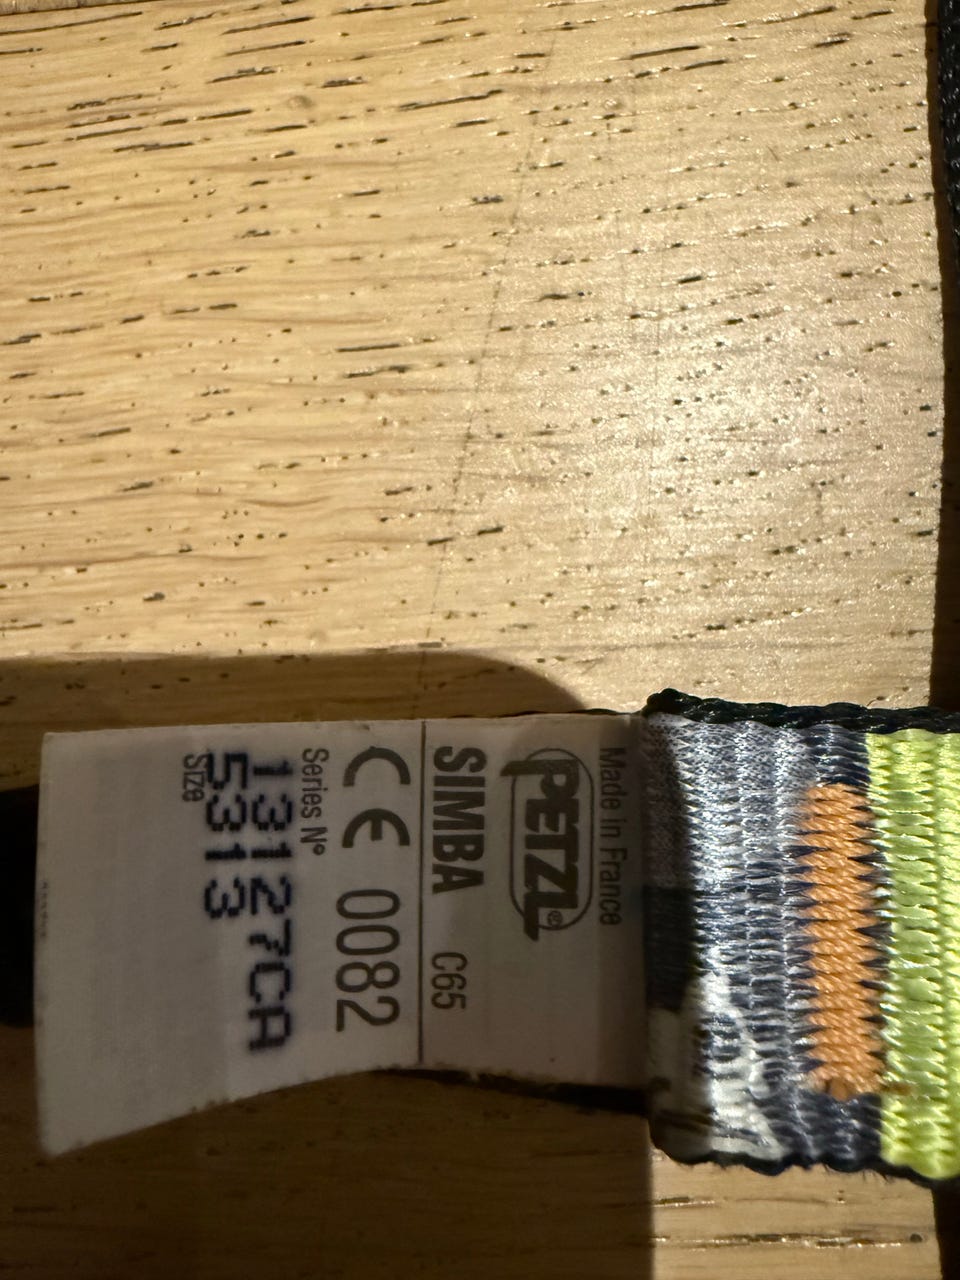 Made in France
PETZL®
SIMBA C65
CE 0082
Series N°
13127CA
5313
Size